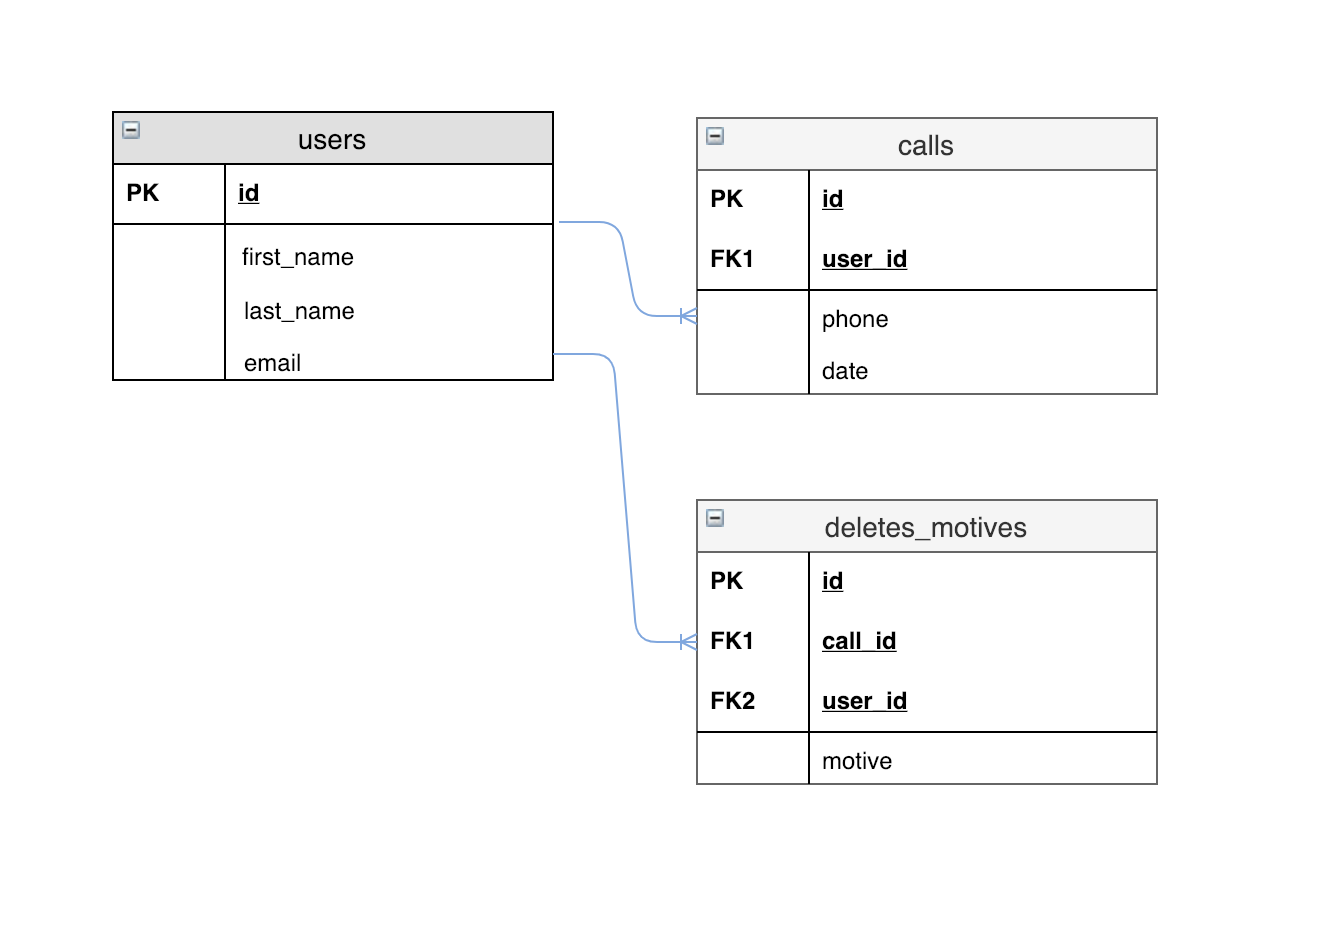 users
PK id
first_name
last_name
email
calls
PK id
FK1 user_id
phone
date
deletes_motives
PK id
FK1 call_id
FK2 user_id
motive